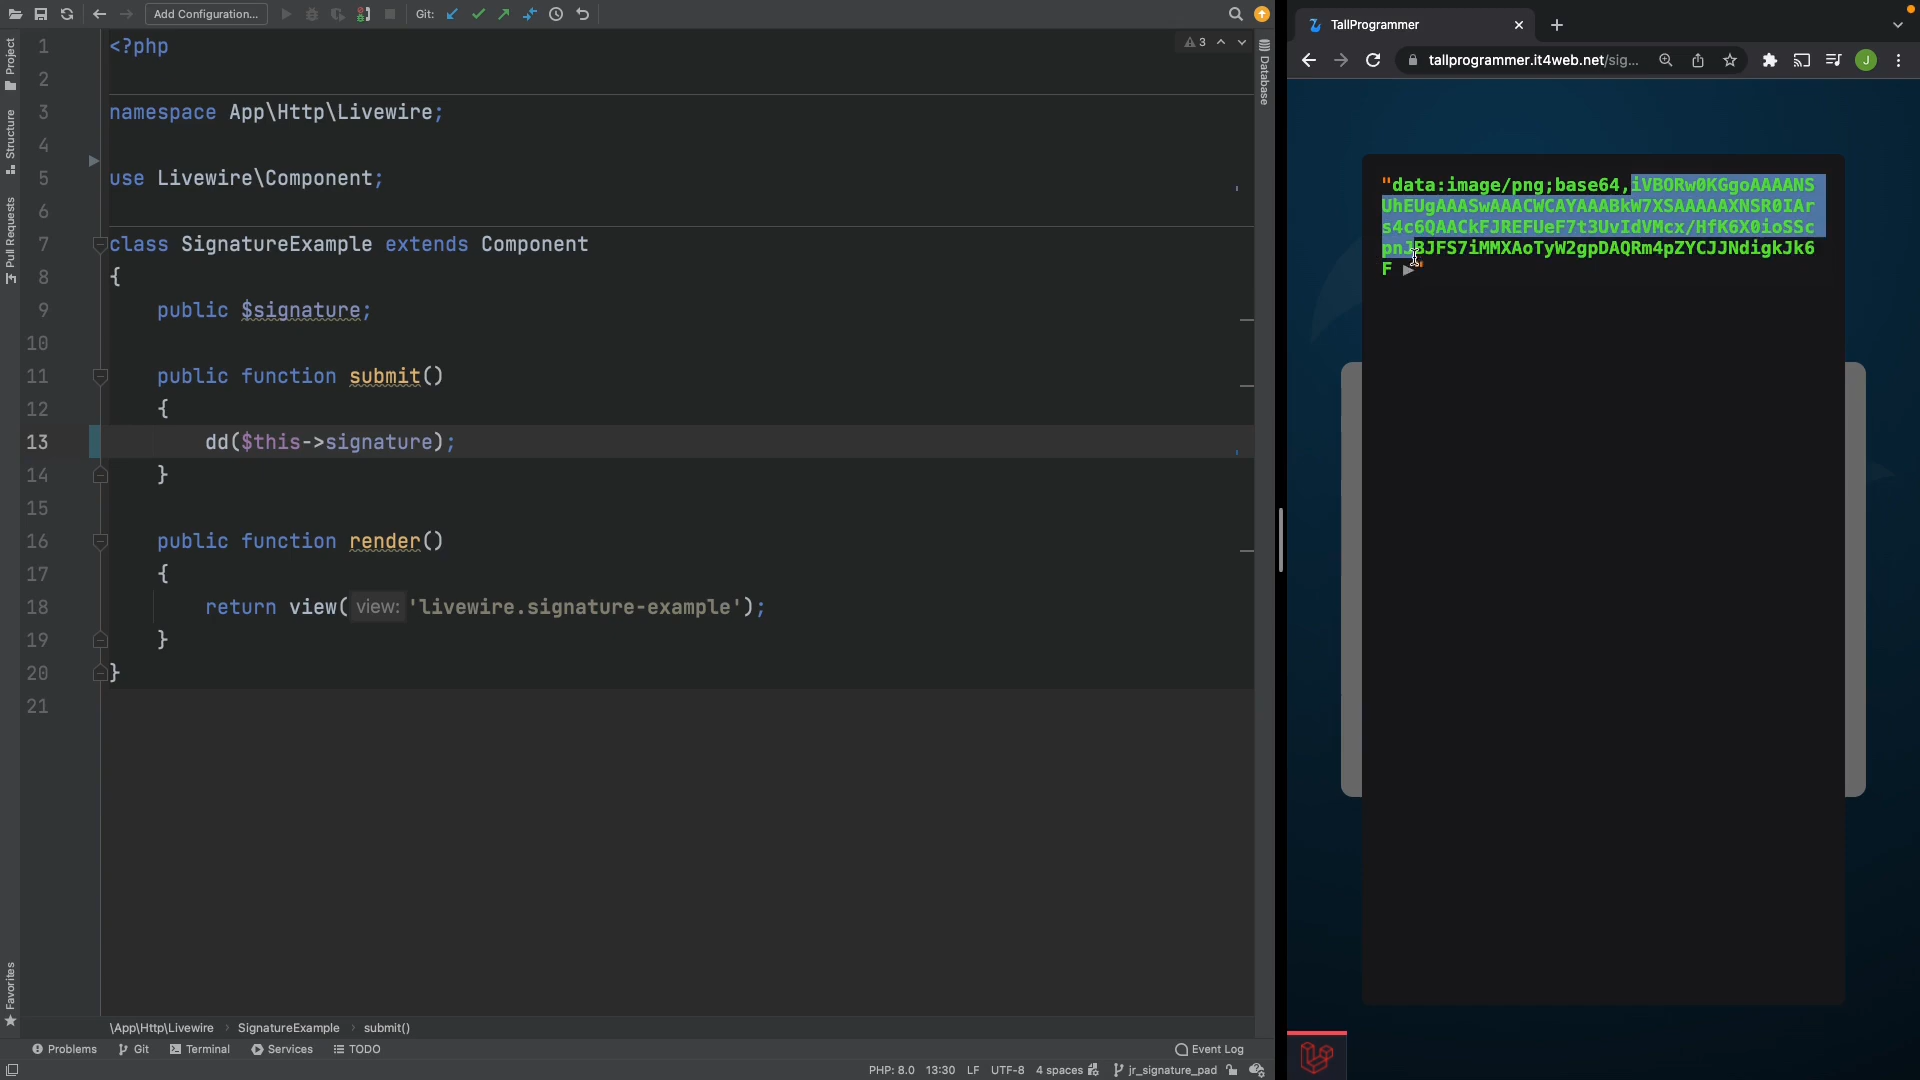 Add Configuration...
Git:
Project
Structure
Pull Requests
Favorites
Database
3
1 <?php
2
3 namespace App\Http\Livewire;
4
5 use Livewire\Component;
6
7 class SignatureExample extends Component
8 {
9 public $signature;
10
11 public function submit()
12 {
13 dd($this->signature);
14 }
15
16 public function render()
17 {
18 return view( view: 'livewire.signature-example');
19 }
20 }
21
\App\Http\Livewire › SignatureExample › submit()
Problems Git Terminal Services TODO
Event Log
PHP: 8.0 13:30 LF UTF-8 4 spaces jr_signature_pad
TallProgrammer
tallprogrammer.it4web.net/sig...
J
"data:image/png;base64,iVBORw0KGgoAAAANS
UhEUgAAASwAAACWCAYAAABkW7XSAAAAAXNSR0IAr
s4c6QAACkFJREFUeF7t3UvIdVMcx/HfK6X0ioSSc
pnJBJFS7iMMXAoTyW2gpDAQRm4pZYCJJNdigkJk6
F ▶"